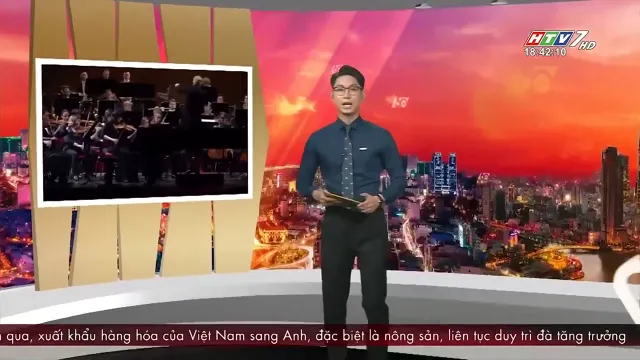 HTV7 HD
18:42:10
qua, xuất khẩu hàng hóa của Việt Nam sang Anh, đặc biệt là nông sản, liên tục duy trì đà tăng trưởng